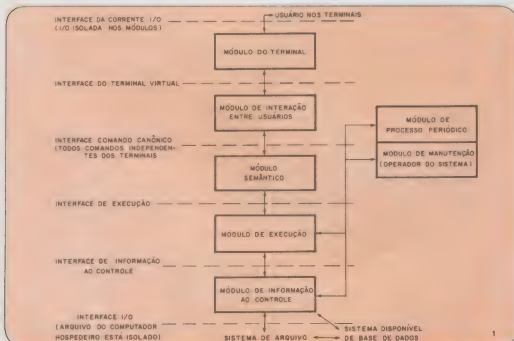 INTERFACE DA CORRENTE I/O
(I/O ISOLADA NOS MÓDULOS)
USUÁRIO NOS TERMINAIS
MÓDULO DO TERMINAL
INTERFACE DO TERMINAL VIRTUAL
MÓDULO DE INTERAÇÃO
ENTRE USUÁRIOS
INTERFACE COMANDO CANÔNICO
(TODOS COMANDOS INDEPENDEN-
TES DOS TERMINAIS
MÓDULO
SEMÂNTICO
MÓDULO DE
PROCESSO PERIÓDICO
MÓDULO DE MANUTENÇÃO
(OPERADOR DO SISTEMA)
INTERFACE DE EXECUÇÃO
MÓDULO DE EXECUÇÃO
INTERFACE DE INFORMAÇÃO
AO CONTROLE
MÓDULO DE INFORMAÇÃO
AO CONTROLE
INTERFACE I/O
(ARQUIVO DO COMPUTADOR
HOSPEDEIRO ESTÁ ISOLADO)
SISTEMA DE ARQUIVO
SISTEMA DISPONÍVEL
DE BASE DE DADOS
1